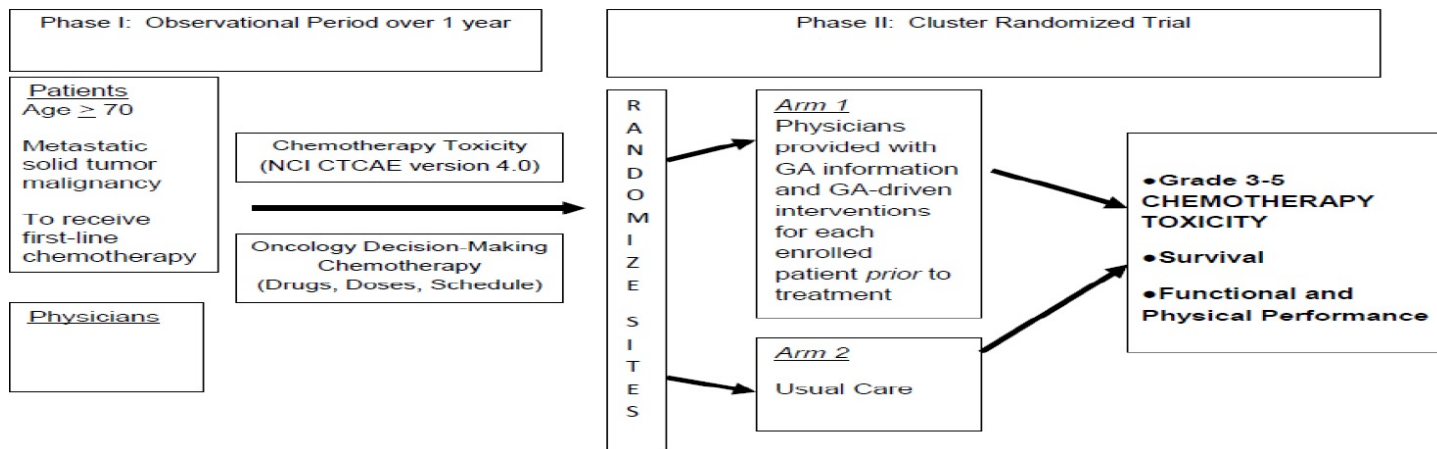 Phase I: Observational Period over 1 year
Phase II: Cluster Randomized Trial
Patients
Age ≥ 70
Metastatic
solid tumor
malignancy
To receive
first-line
chemotherapy
Physicians
Chemotherapy Toxicity
(NCI CTCAE version 4.0)
Oncology Decision-Making
Chemotherapy
(Drugs, Doses, Schedule)
R
A
N
D
O
M
I
Z
E
S
I
T
E
S
Arm 1
Physicians
provided with
GA information
and GA-driven
interventions
for each
enrolled
patient prior to
treatment
Arm 2
Usual Care
●Grade 3-5
CHEMOTHERAPY
TOXICITY
●Survival
●Functional and
Physical Performance